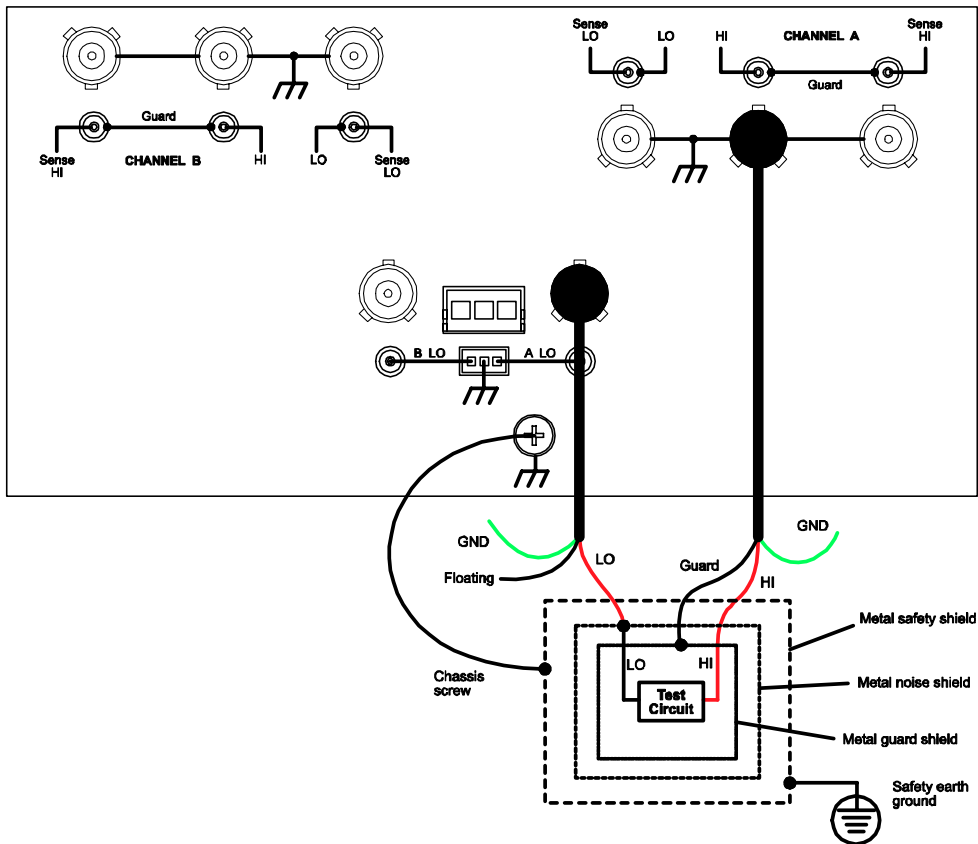 Sense
LO
LO
HI
CHANNEL A
Sense
HI
Guard
Guard
Sense
HI
CHANNEL B
HI
LO
Sense
LO
B LO
A LO
GND
LO
Floating
Guard
HI
GND
Metal safety shield
LO
HI
Chassis
screw
Test
Circuit
Metal noise shield
Metal guard shield
Safety earth
ground